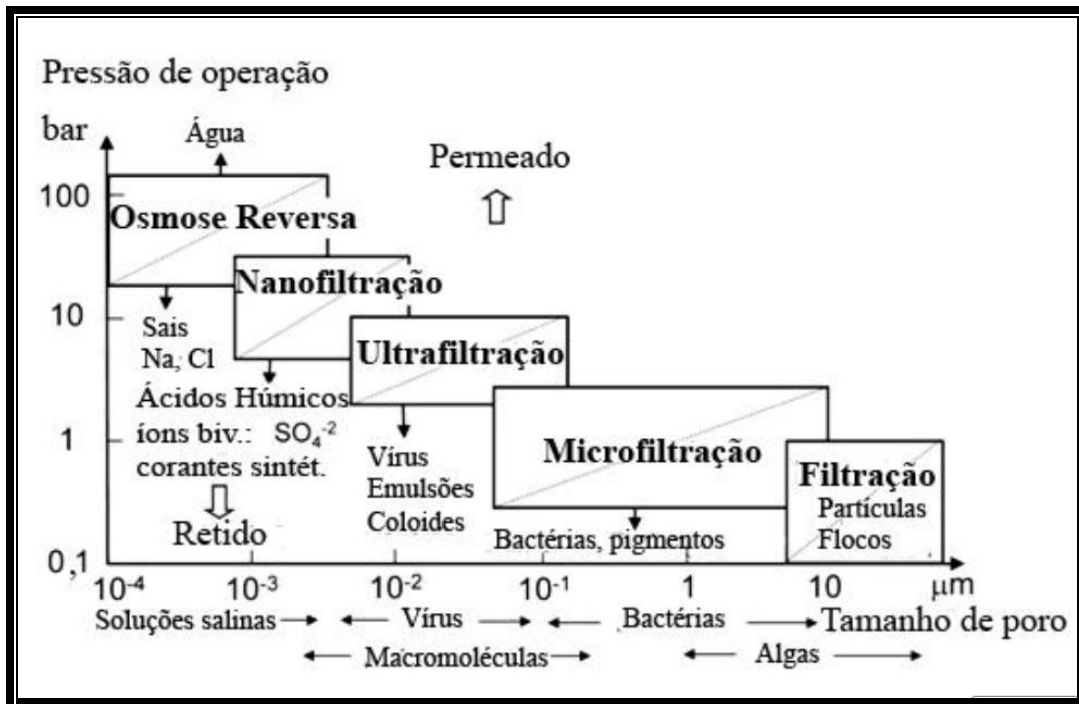 Pressão de operação
bar
Água
Permeado
100
Osmose Reversa
Nanofiltração
10
Sais
Na, Cl
Ultrafiltração
Ácidos Húmicos
íons biv.: SO₄⁻²
corantes sintét.
1
Vírus
Emulsões
Coloides
Microfiltração
Filtração
Partículas
Flocos
Retido
Bactérias, pigmentos
0,1
10⁻⁴ 10⁻³ 10⁻² 10⁻¹ 1 10 µm
Soluções salinas Vírus Bactérias Tamanho de poro
Macromoléculas Algas